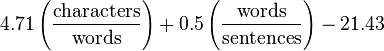 4.71 (characters/words) + 0.5 (words/sentences) − 21.43